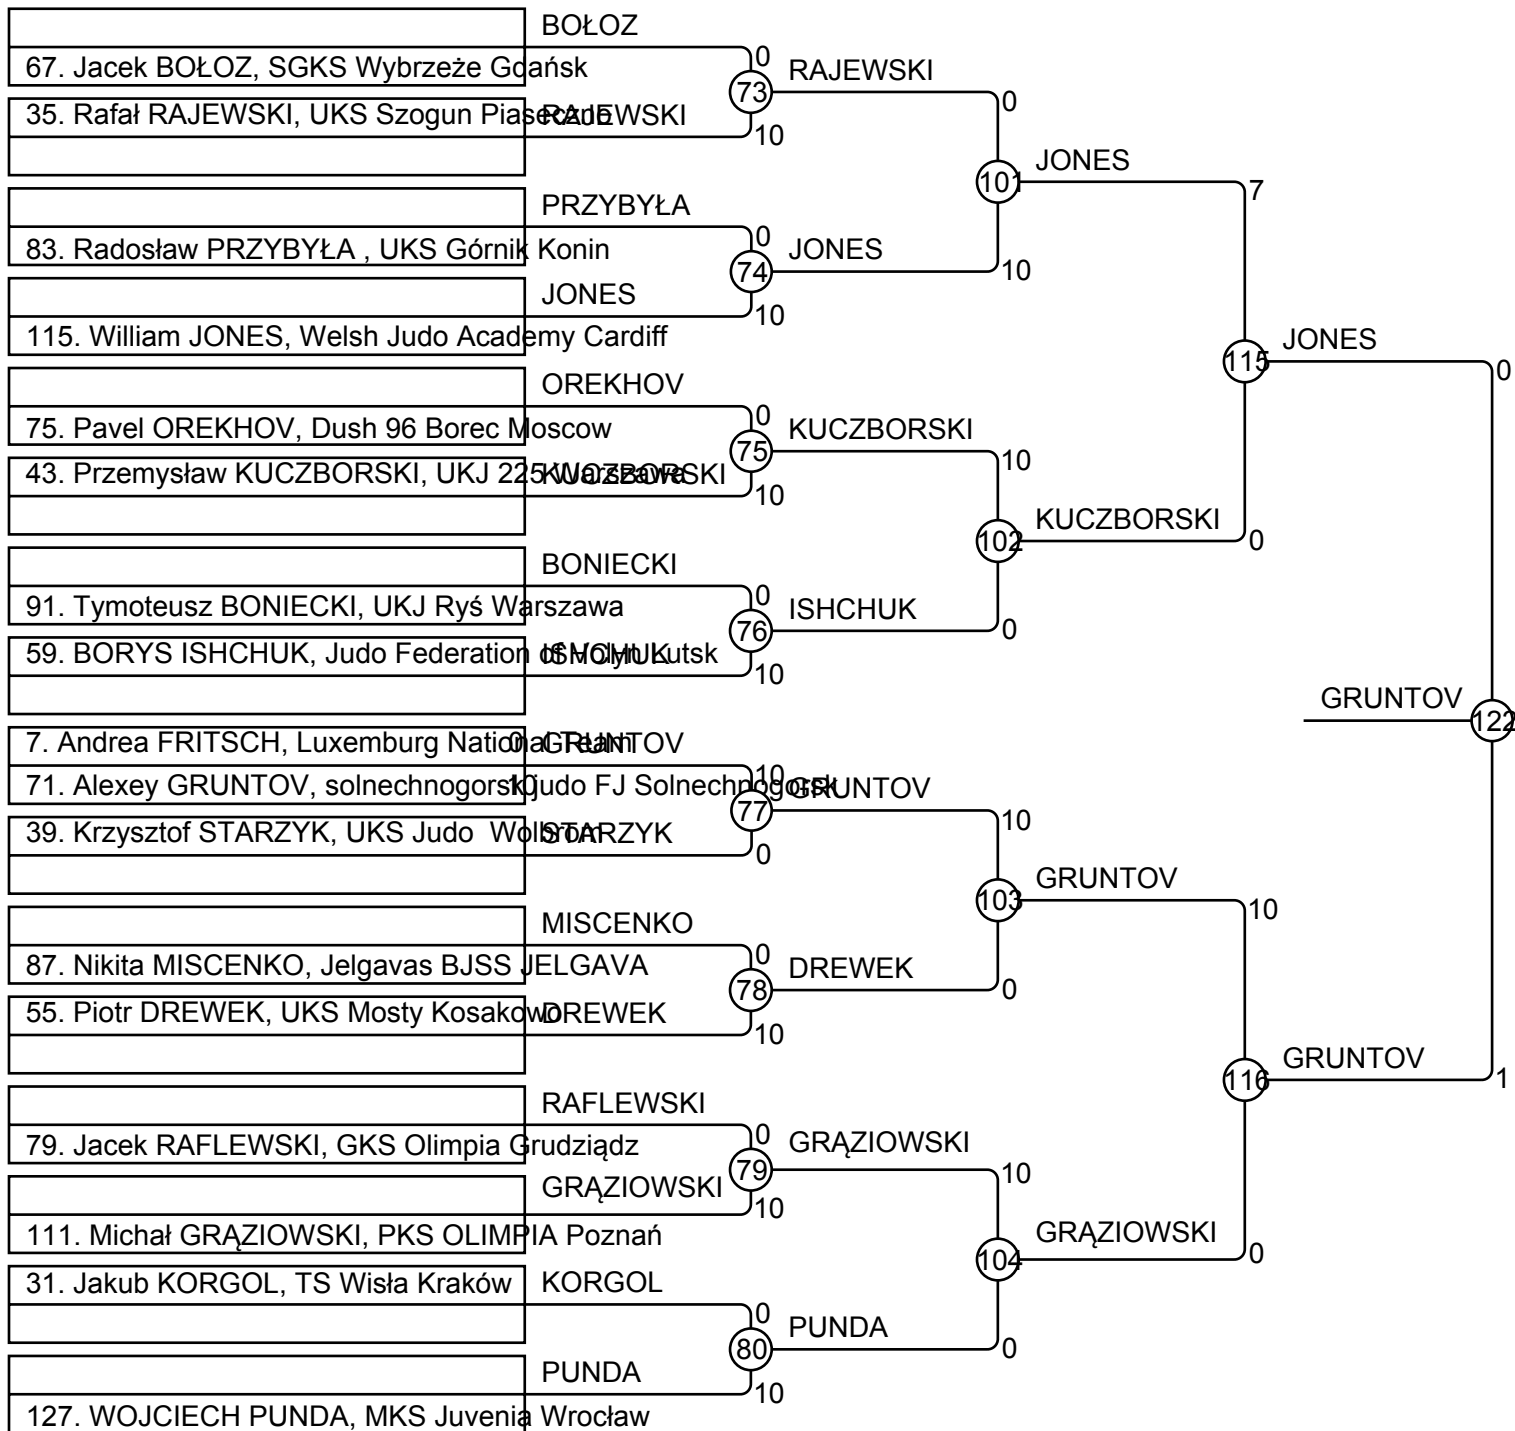 BOŁOZ
67. Jacek BOŁOZ, SGKS Wybrzeże Gdańsk
0
73
RAJEWSKI
0
35. Rafał RAJEWSKI, UKS Szogun Piaseczno
RAJEWSKI
10
101
JONES
7
PRZYBYŁA
83. Radosław PRZYBYŁA , UKS Górnik Konin
0
74
JONES
10
JONES
10
115. William JONES, Welsh Judo Academy Cardiff
115
JONES
0
OREKHOV
75. Pavel OREKHOV, Dush 96 Borec Moscow
0
75
KUCZBORSKI
10
43. Przemysław KUCZBORSKI, UKJ 225 Warszawa
KUCZBORSKI
10
102
KUCZBORSKI
0
BONIECKI
91. Tymoteusz BONIECKI, UKJ Ryś Warszawa
0
76
ISHCHUK
0
59. BORYS ISHCHUK, Judo Federation of Volyn Lutsk
ISHCHUK
10
GRUNTOV
122
7. Andrea FRITSCH, Luxemburg National Team
0
GRUNTOV
71. Alexey GRUNTOV, solnechnogorsk judo FJ Solnechnogorsk
10
10
77
GRUNTOV
10
39. Krzysztof STARZYK, UKS Judo  Wolbrom
STARZYK
0
103
GRUNTOV
10
MISCENKO
87. Nikita MISCENKO, Jelgavas BJSS JELGAVA
0
78
DREWEK
0
55. Piotr DREWEK, UKS Mosty Kosakowo
DREWEK
10
116
GRUNTOV
1
RAFLEWSKI
79. Jacek RAFLEWSKI, GKS Olimpia Grudziądz
0
79
GRĄZIOWSKI
10
GRĄZIOWSKI
10
111. Michał GRĄZIOWSKI, PKS OLIMPIA Poznań
104
GRĄZIOWSKI
0
31. Jakub KORGOL, TS Wisła Kraków
KORGOL
0
80
PUNDA
0
PUNDA
10
127. WOJCIECH PUNDA, MKS Juvenia Wrocław